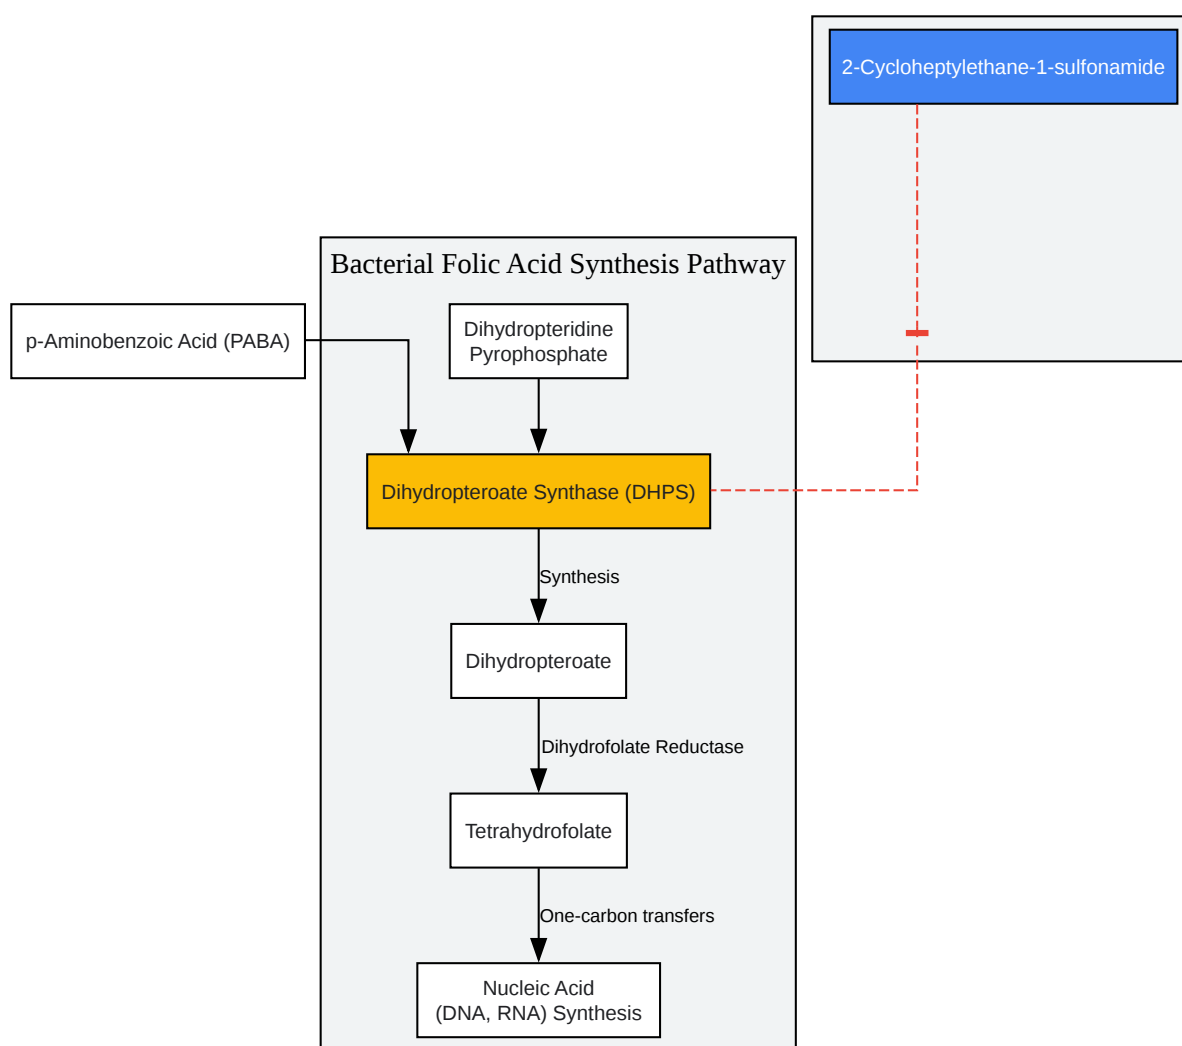 2-Cycloheptylethane-1-sulfonamide
Bacterial Folic Acid Synthesis Pathway
p-Aminobenzoic Acid (PABA)
Dihydropteridine
Pyrophosphate
Dihydropteroate Synthase (DHPS)
Synthesis
Dihydropteroate
Dihydrofolate Reductase
Tetrahydrofolate
One-carbon transfers
Nucleic Acid
(DNA, RNA) Synthesis